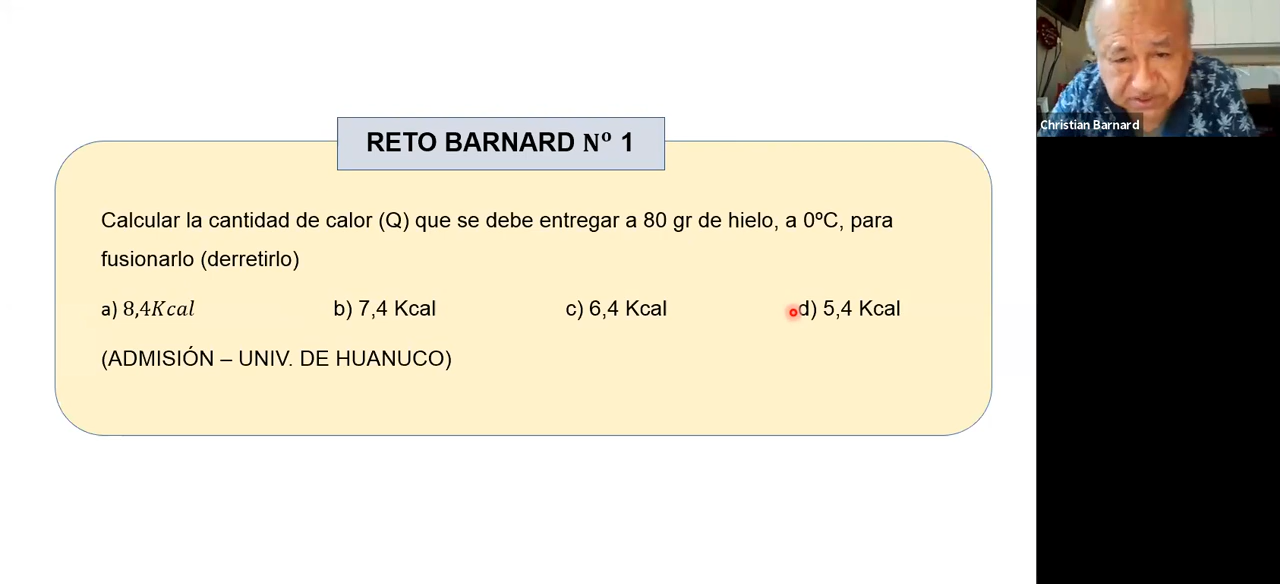 RETO BARNARD Nº 1
Calcular la cantidad de calor (Q) que se debe entregar a 80 gr de hielo, a 0ºC, para
fusionarlo (derretirlo)
a) 8,4Kcal b) 7,4 Kcal c) 6,4 Kcal d) 5,4 Kcal
(ADMISIÓN – UNIV. DE HUANUCO)
Christian Barnard